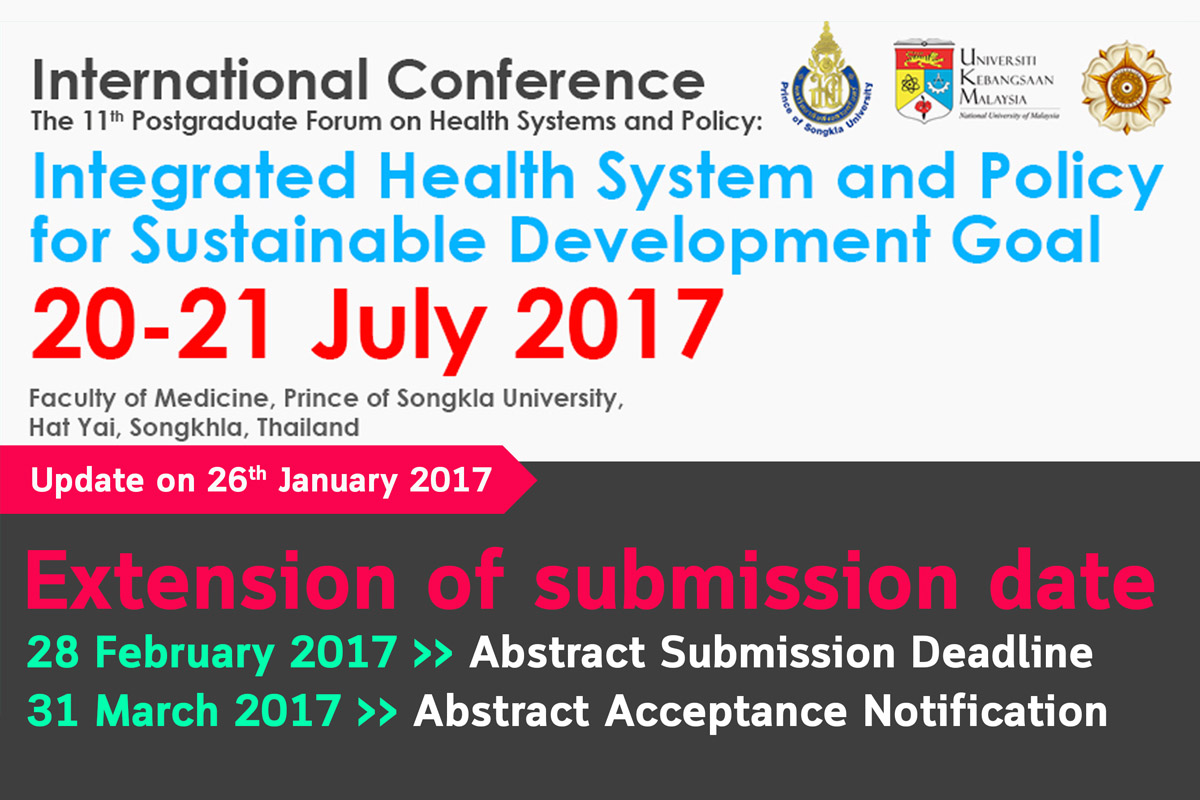 International Conference
The 11th Postgraduate Forum on Health Systems and Policy:
Prince of Songkla University
UNIVERSITI
KEBANGSAAN
MALAYSIA
National University of Malaysia
Integrated Health System and Policy
for Sustainable Development Goal
20-21 July 2017
Faculty of Medicine, Prince of Songkla University,
Hat Yai, Songkhla, Thailand
Update on 26th January 2017
Extension of submission date
28 February 2017 >> Abstract Submission Deadline
31 March 2017 >> Abstract Acceptance Notification